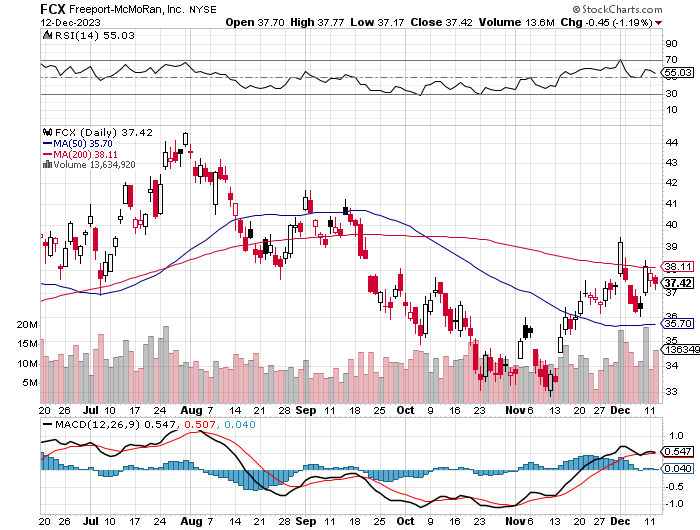 FCX Freeport-McMoRan, Inc. NYSE
© StockCharts.com
12-Dec-2023
Open 37.70 High 37.77 Low 37.17 Close 37.42 Volume 13.6M Chg -0.45 (-1.19%)
RSI(14) 55.03
90
70
55.03
50
30
10
FCX (Daily) 37.42
MA(50) 35.70
MA(200) 38.11
Volume 13,634,920
44
43
42
41
40
39
38.11
37.42
36
35.70
35
136349
34
33
20M
15M
10M
5M
20 26 Jul 10 17 24 Aug 7 14 21 28 Sep 11 18 25 Oct 9 16 23 Nov 6 13 20 27 Dec 11
MACD(12,26,9) 0.547, 0.507, 0.040
1.0
0.547
0.040
-0.5
-1.0
20 26 Jul 10 17 24 Aug 7 14 21 28 Sep 11 18 25 Oct 9 16 23 Nov 6 13 20 27 Dec 11